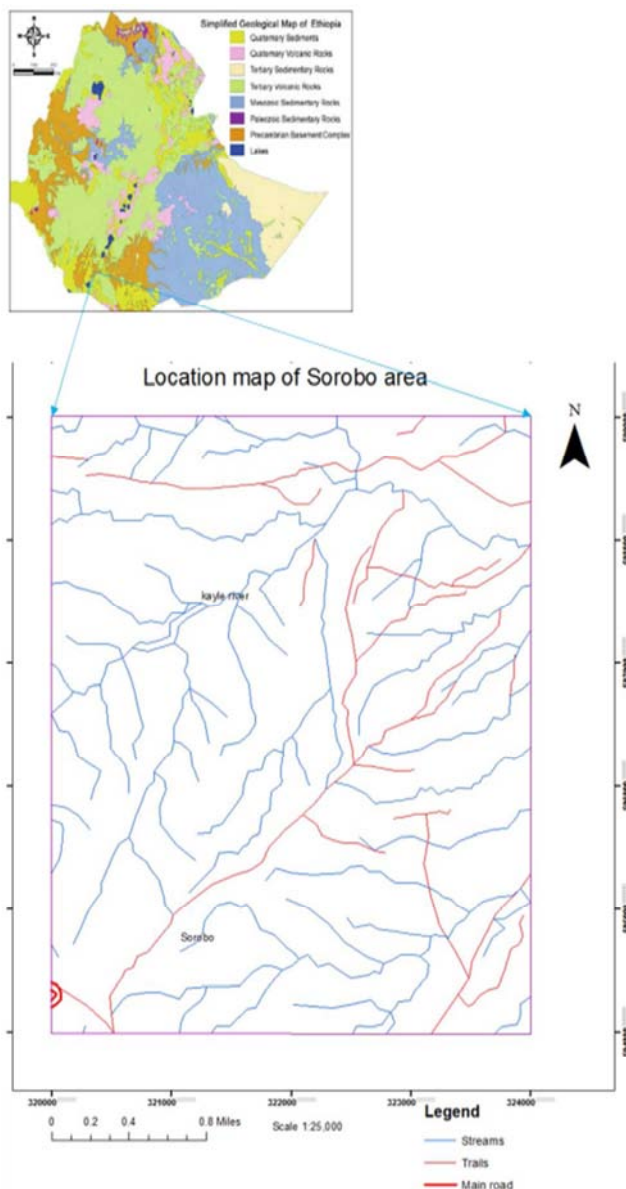 Simplified Geological Map of Ethiopia
Quaternary Sediments
Quaternary Volcanic Rocks
Tertiary Sedimentary Rocks
Tertiary Volcanic Rocks
Mesozoic Sedimentary Rocks
Paleozoic Sedimentary Rocks
Precambrian Basement Complex
Lakes
Location map of Sorobo area
N
kayle river
Sorobo
320000 321000 322000 323000 324000
0 0.2 0.4 0.8 Miles
Scale 1:25,000
Legend
Streams
Trails
Main road